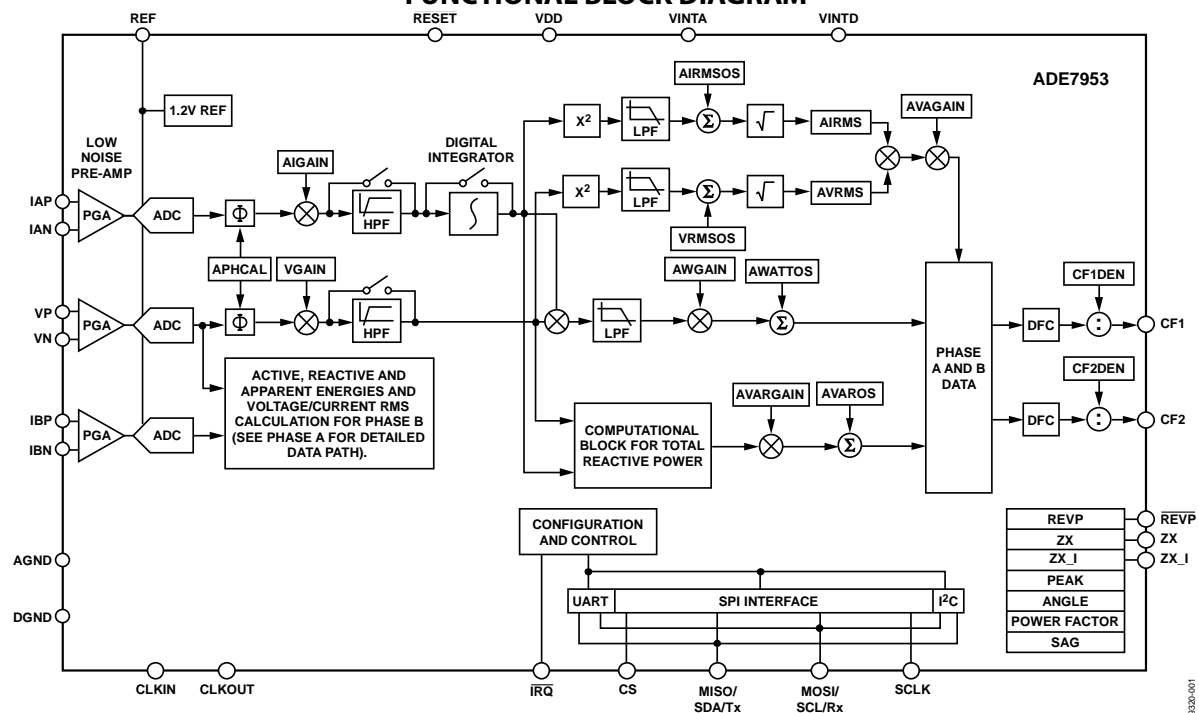 FUNCTIONAL BLOCK DIAGRAM
REF
RESET
VDD
VINTA
VINTD
ADE7953
1.2V REF
LOW
NOISE
PRE-AMP
AIGAIN
DIGITAL
INTEGRATOR
AIRMSOS
X²
LPF
Σ
√
AIRMS
AVAGAIN
IAP
IAN
PGA
ADC
Φ
HPF
∫
X²
LPF
Σ
√
AVRMS
VRMSOS
APHCAL
VGAIN
AWGAIN
AWATTOS
CF1DEN
VP
VN
PGA
ADC
Φ
HPF
LPF
Σ
PHASE
A AND B
DATA
DFC
:
CF1
ACTIVE, REACTIVE AND
APPARENT ENERGIES AND
VOLTAGE/CURRENT RMS
CALCULATION FOR PHASE B
(SEE PHASE A FOR DETAILED
DATA PATH).
CF2DEN
IBP
IBN
PGA
ADC
COMPUTATIONAL
BLOCK FOR TOTAL
REACTIVE POWER
AVARGAIN
AVAROS
Σ
DFC
:
CF2
CONFIGURATION
AND CONTROL
REVP
REVP
ZX
ZX
ZX_I
ZX_I
PEAK
ANGLE
POWER FACTOR
SAG
AGND
DGND
UART
SPI INTERFACE
I²C
CLKIN
CLKOUT
IRQ
CS
MISO/
SDA/Tx
MOSI/
SCL/Rx
SCLK